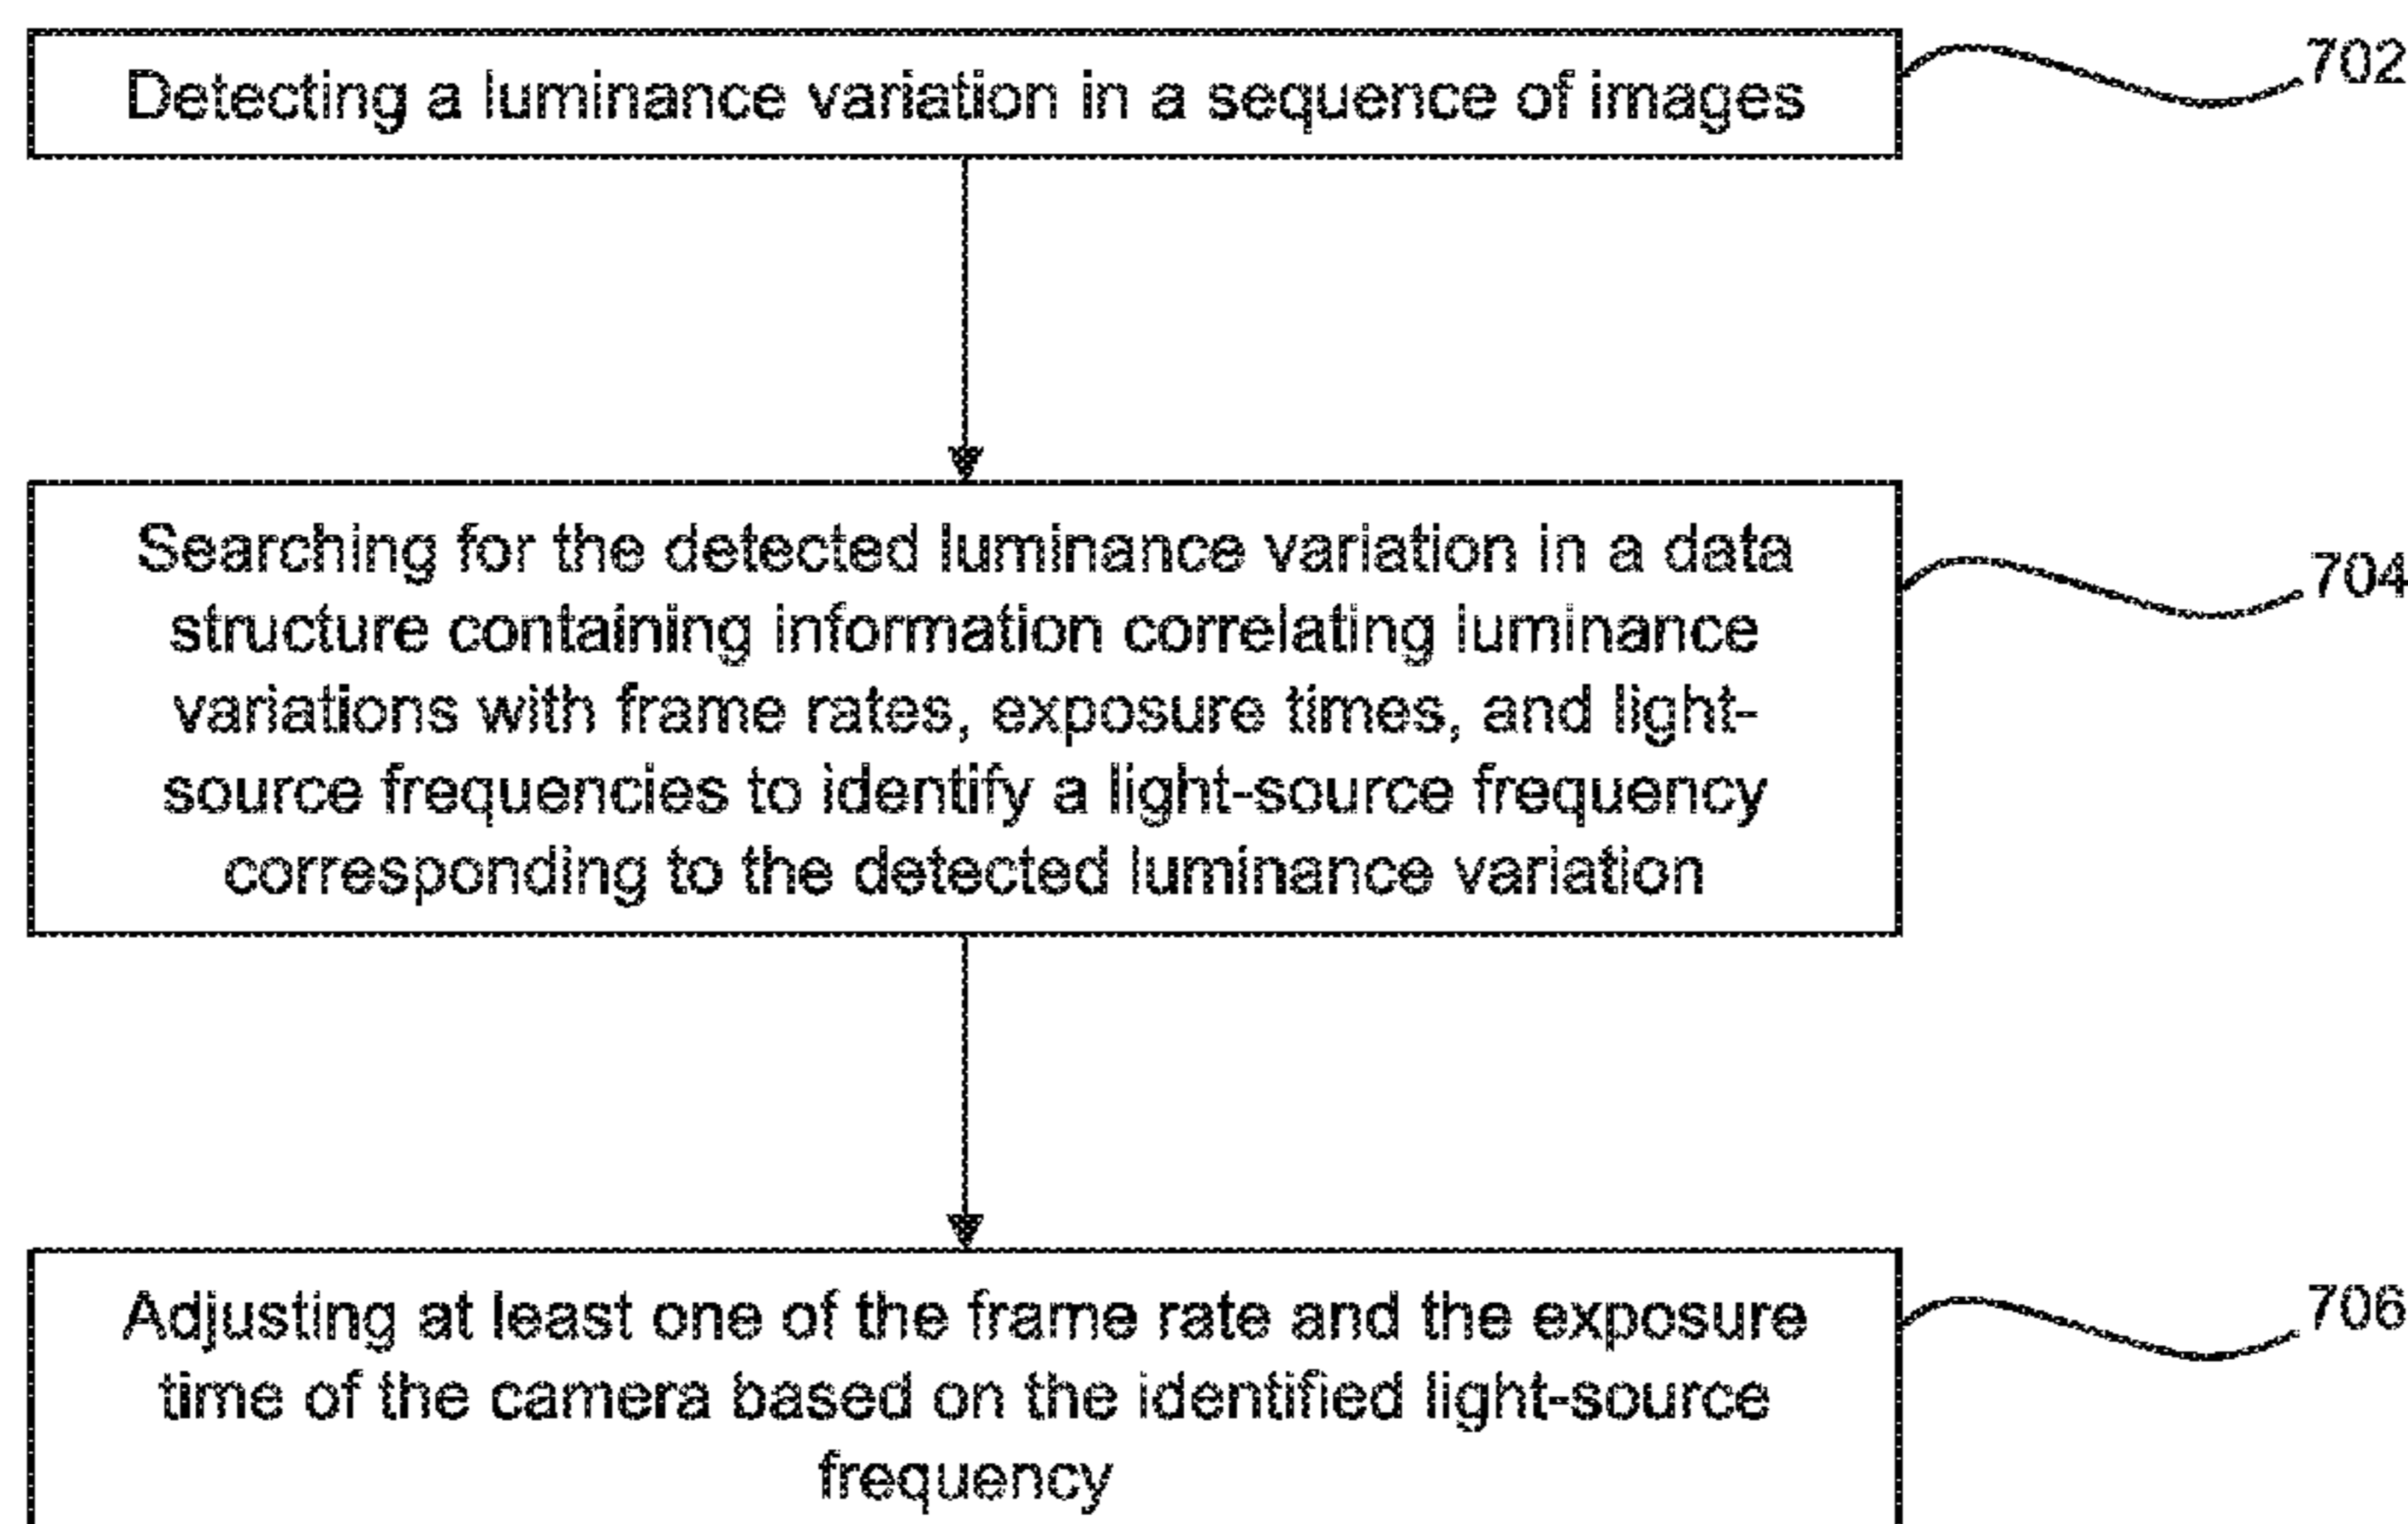 Detecting a luminance variation in a sequence of images
702
Searching for the detected luminance variation in a data
structure containing information correlating luminance
variations with frame rates, exposure times, and light-
source frequencies to identify a light-source frequency
corresponding to the detected luminance variation
704
Adjusting at least one of the frame rate and the exposure
time of the camera based on the identified light-source
frequency
706